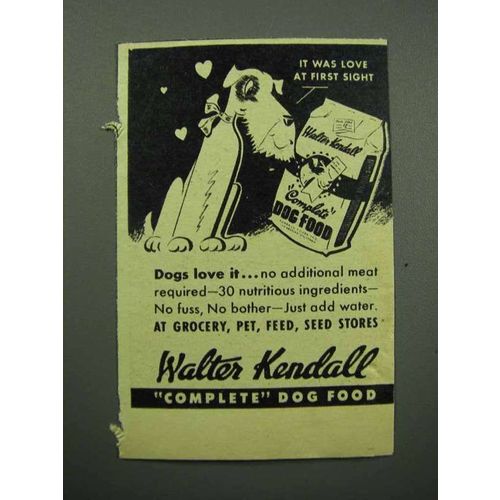 IT WAS LOVE
AT FIRST SIGHT
Walter Kendall
Complete
DOG FOOD
Dogs love it... no additional meat
required—30 nutritious ingredients—
No fuss, No bother—Just add water.
AT GROCERY, PET, FEED, SEED STORES
Walter Kendall
"COMPLETE" DOG FOOD